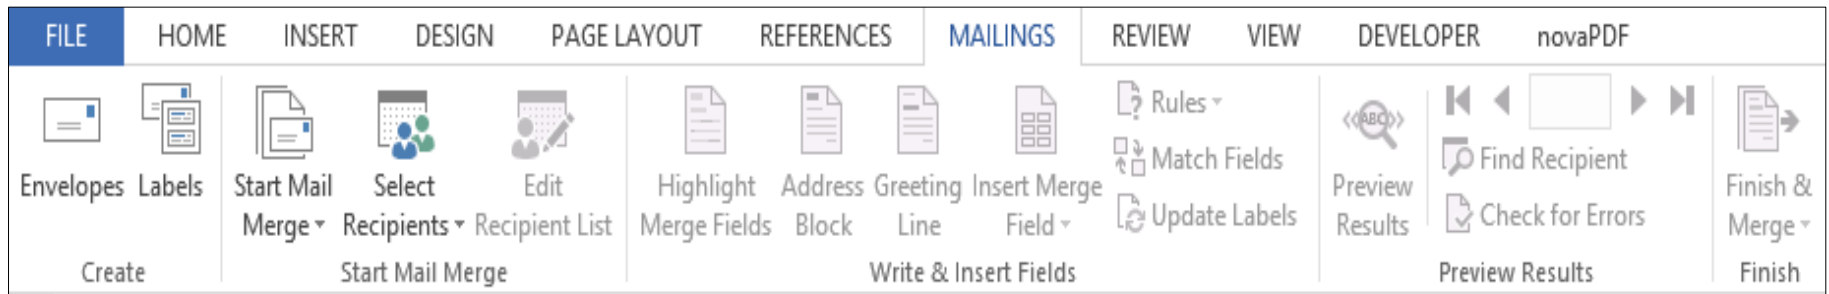 FILE HOME INSERT DESIGN PAGE LAYOUT REFERENCES MAILINGS REVIEW VIEW DEVELOPER novaPDF
Envelopes
Labels
Start Mail
Merge
Select
Recipients
Edit
Recipient List
Highlight
Merge Fields
Address
Block
Greeting
Line
Insert Merge
Field
Rules
Match Fields
Update Labels
ABC
Preview
Results
Find Recipient
Check for Errors
Finish &
Merge
Create
Start Mail Merge
Write & Insert Fields
Preview Results
Finish